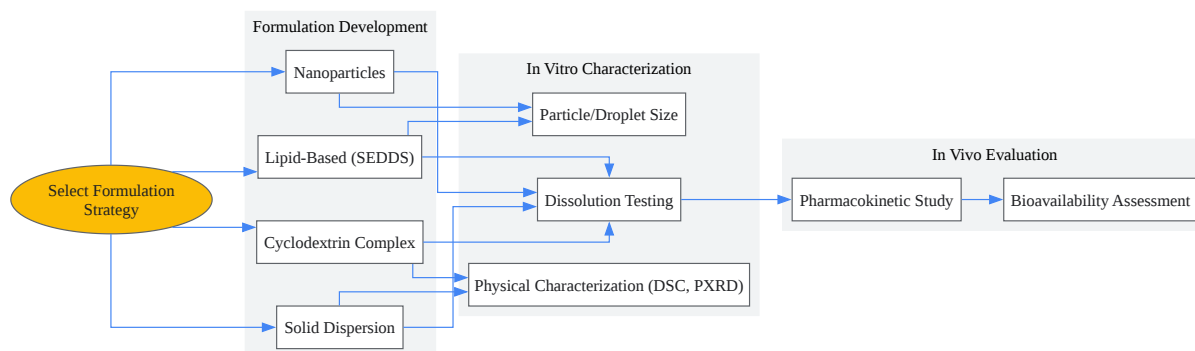 Select Formulation
Strategy
Formulation Development
Nanoparticles
Lipid-Based (SEDDS)
Cyclodextrin Complex
Solid Dispersion
In Vitro Characterization
Particle/Droplet Size
Dissolution Testing
Physical Characterization (DSC, PXRD)
In Vivo Evaluation
Pharmacokinetic Study
Bioavailability Assessment